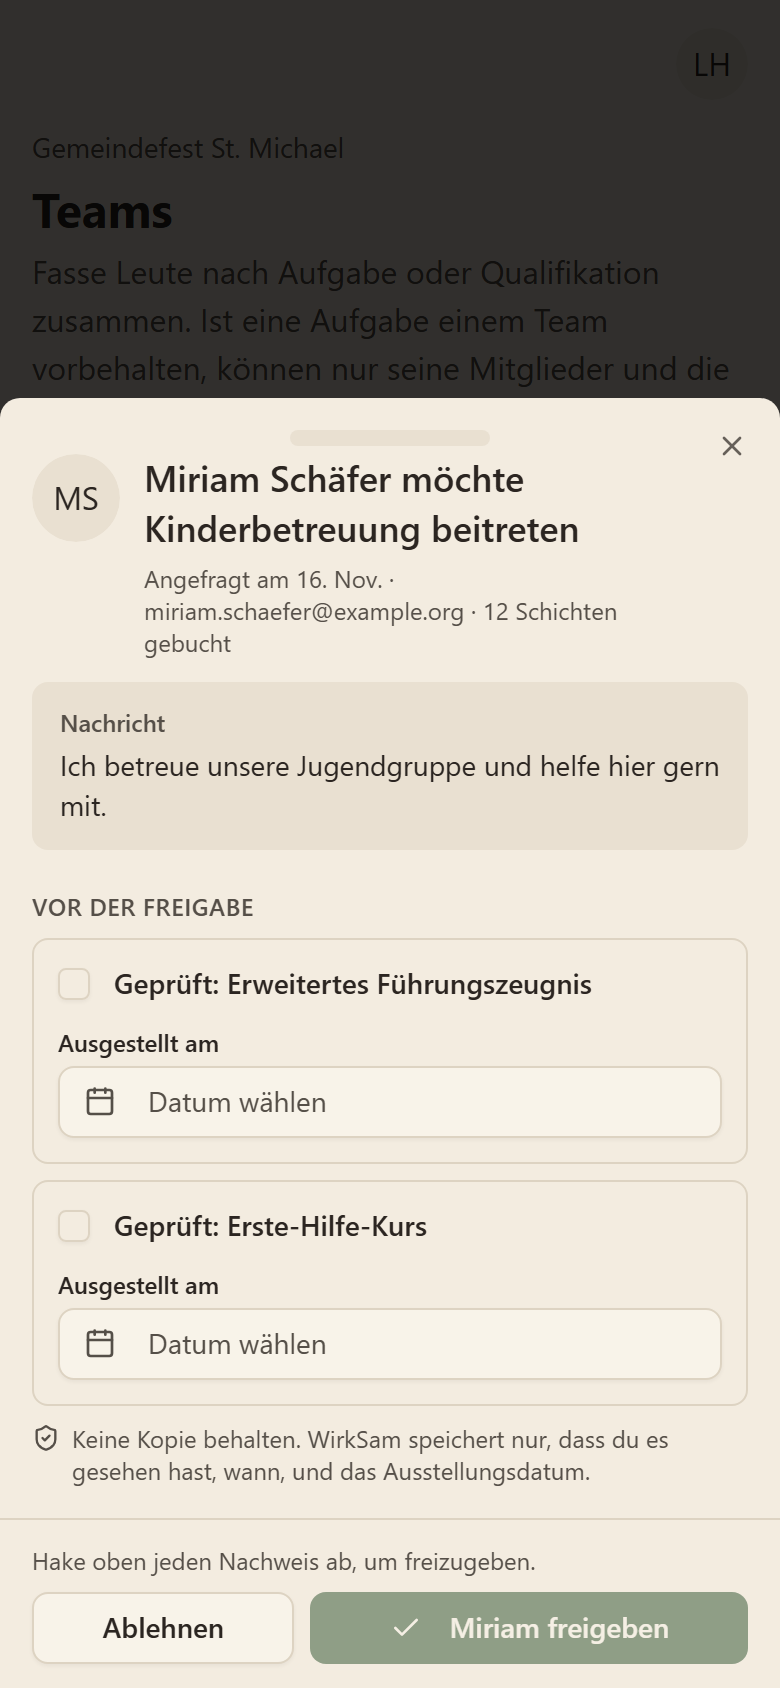 LH
Gemeindefest St. Michael
Teams
Fasse Leute nach Aufgabe oder Qualifikation
zusammen. Ist eine Aufgabe einem Team
vorbehalten, können nur seine Mitglieder und die
MS
Miriam Schäfer möchte
Kinderbetreuung beitreten
Angefragt am 16. Nov. ·
miriam.schaefer@example.org · 12 Schichten
gebucht
Nachricht
Ich betreue unsere Jugendgruppe und helfe hier gern
mit.
VOR DER FREIGABE
Geprüft: Erweitertes Führungszeugnis
Ausgestellt am
Datum wählen
Geprüft: Erste-Hilfe-Kurs
Ausgestellt am
Datum wählen
Keine Kopie behalten. WirkSam speichert nur, dass du es
gesehen hast, wann, und das Ausstellungsdatum.
Hake oben jeden Nachweis ab, um freizugeben.
Ablehnen
Miriam freigeben